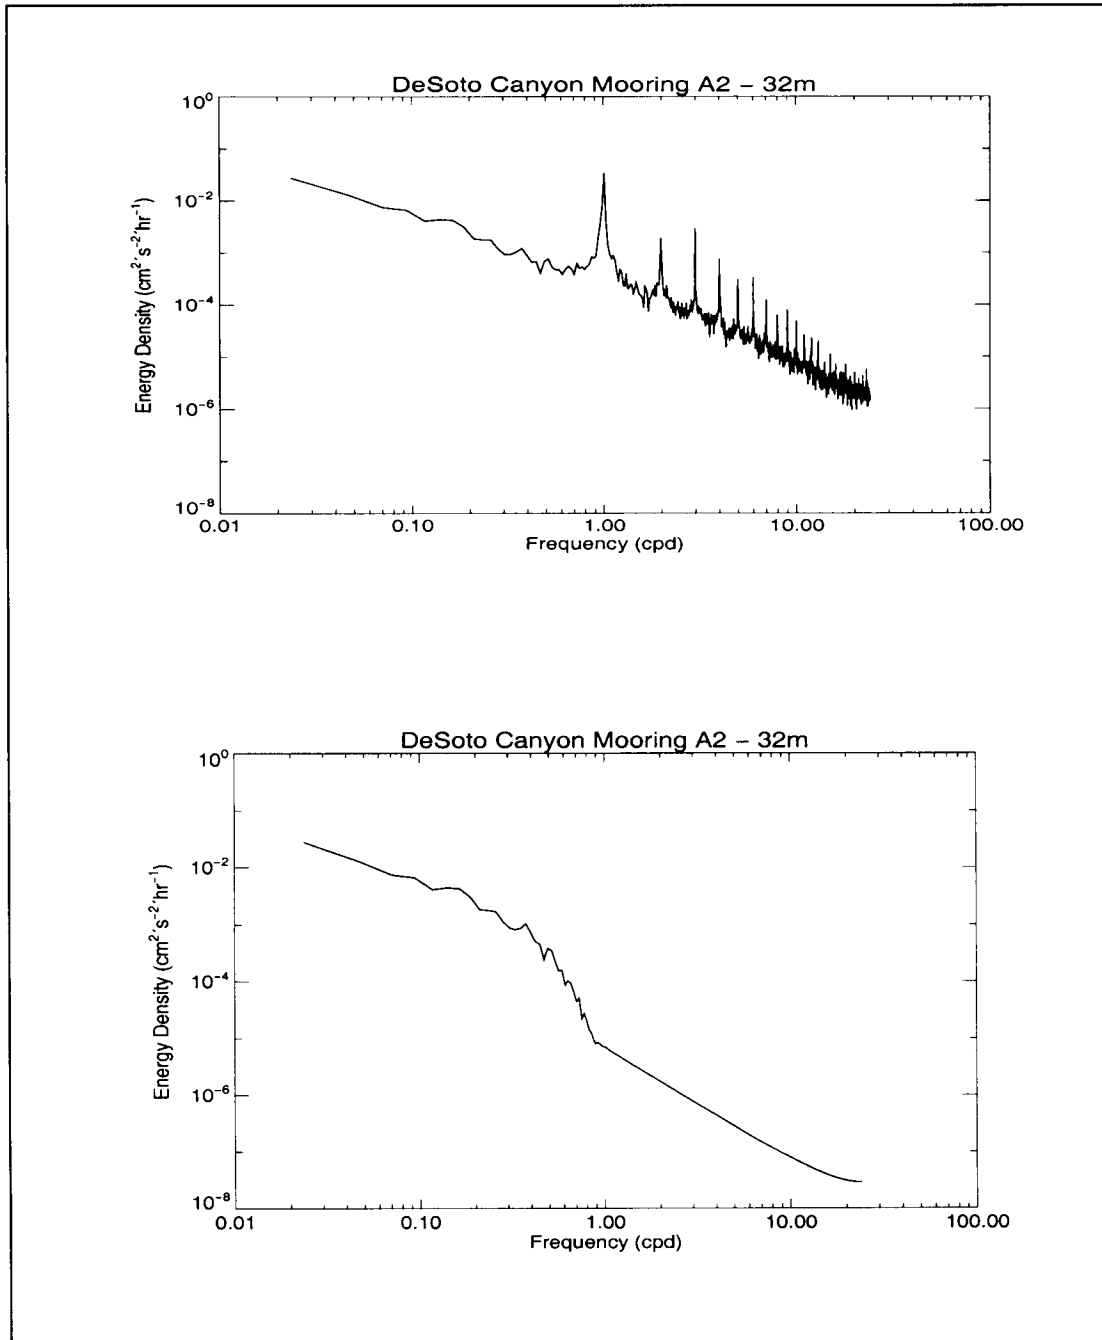 DeSoto Canyon Mooring A2 – 32m
10⁰
10⁻²
10⁻⁴
10⁻⁶
10⁻⁸
Energy Density (cm²′s⁻²′hr⁻¹)
0.01 0.10 1.00 10.00 100.00
Frequency (cpd)
DeSoto Canyon Mooring A2 – 32m
10⁰
10⁻²
10⁻⁴
10⁻⁶
10⁻⁸
Energy Density (cm²′s⁻²′hr⁻¹)
0.01 0.10 1.00 10.00 100.00
Frequency (cpd)